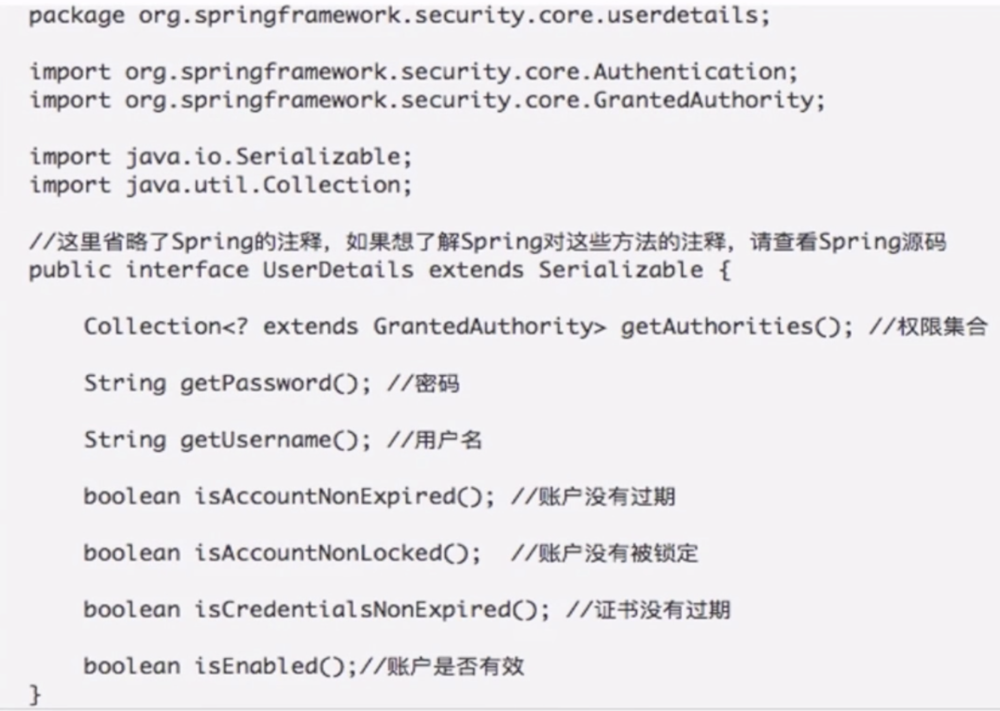 package org.springframework.security.core.userdetails;
import org.springframework.security.core.Authentication;
import org.springframework.security.core.GrantedAuthority;
import java.io.Serializable;
import java.util.Collection;
//这里省略了Spring的注释，如果想了解Spring对这些方法的注释，请查看Spring源码
public interface UserDetails extends Serializable {
Collection<? extends GrantedAuthority> getAuthorities(); //权限集合
String getPassword(); //密码
String getUsername(); //用户名
boolean isAccountNonExpired(); //账户没有过期
boolean isAccountNonLocked();  //账户没有被锁定
boolean isCredentialsNonExpired(); //证书没有过期
boolean isEnabled();//账户是否有效
}